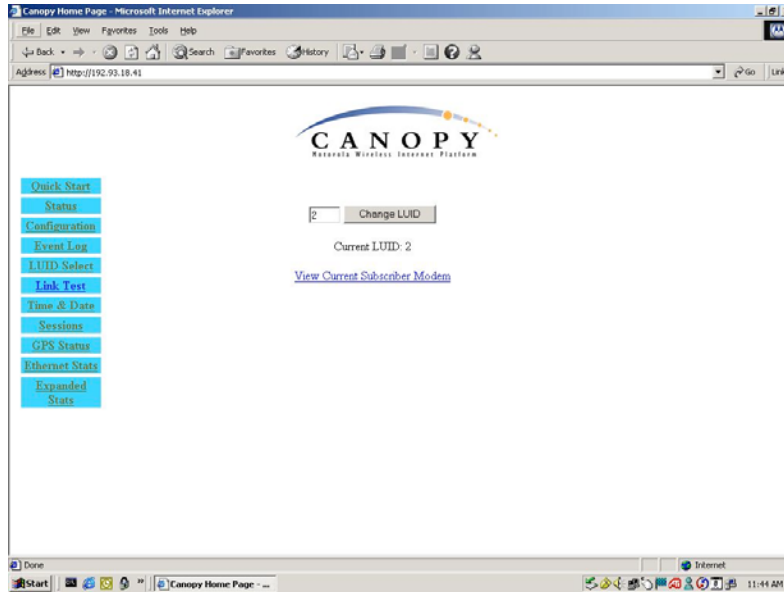 Canopy Home Page - Microsoft Internet Explorer
File Edit View Favorites Tools Help
Back Search Favorites History
Address http://192.93.18.41 Go Link
CANOPY
Motorola Wireless Internet Platform
Quick Start
Status
Configuration
Event Log
LUID Select
Link Test
Time & Date
Sessions
GPS Status
Ethernet Stats
Expanded
Stats
2 Change LUID
Current LUID: 2
View Current Subscriber Modem
Done Internet
Start » Canopy Home Page - ... 11:44 AM